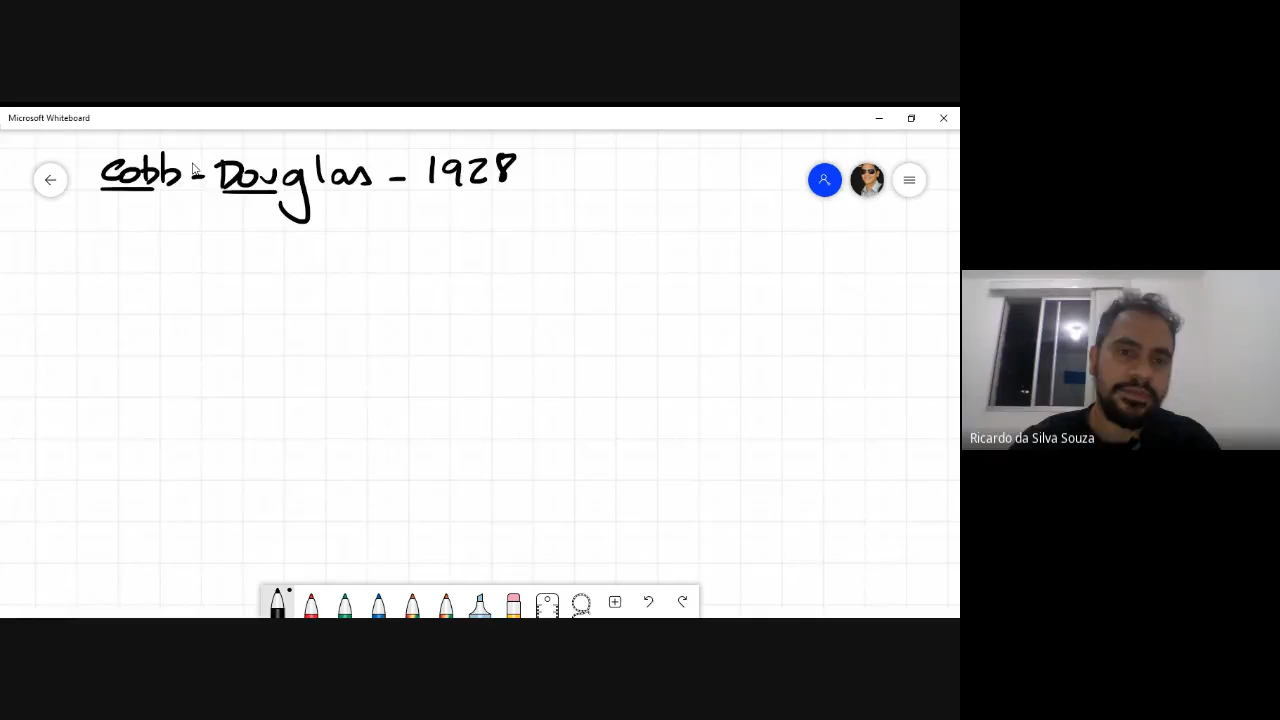 Microsoft Whiteboard
Cobb - Douglas - 1928
Ricardo da Silva Souza